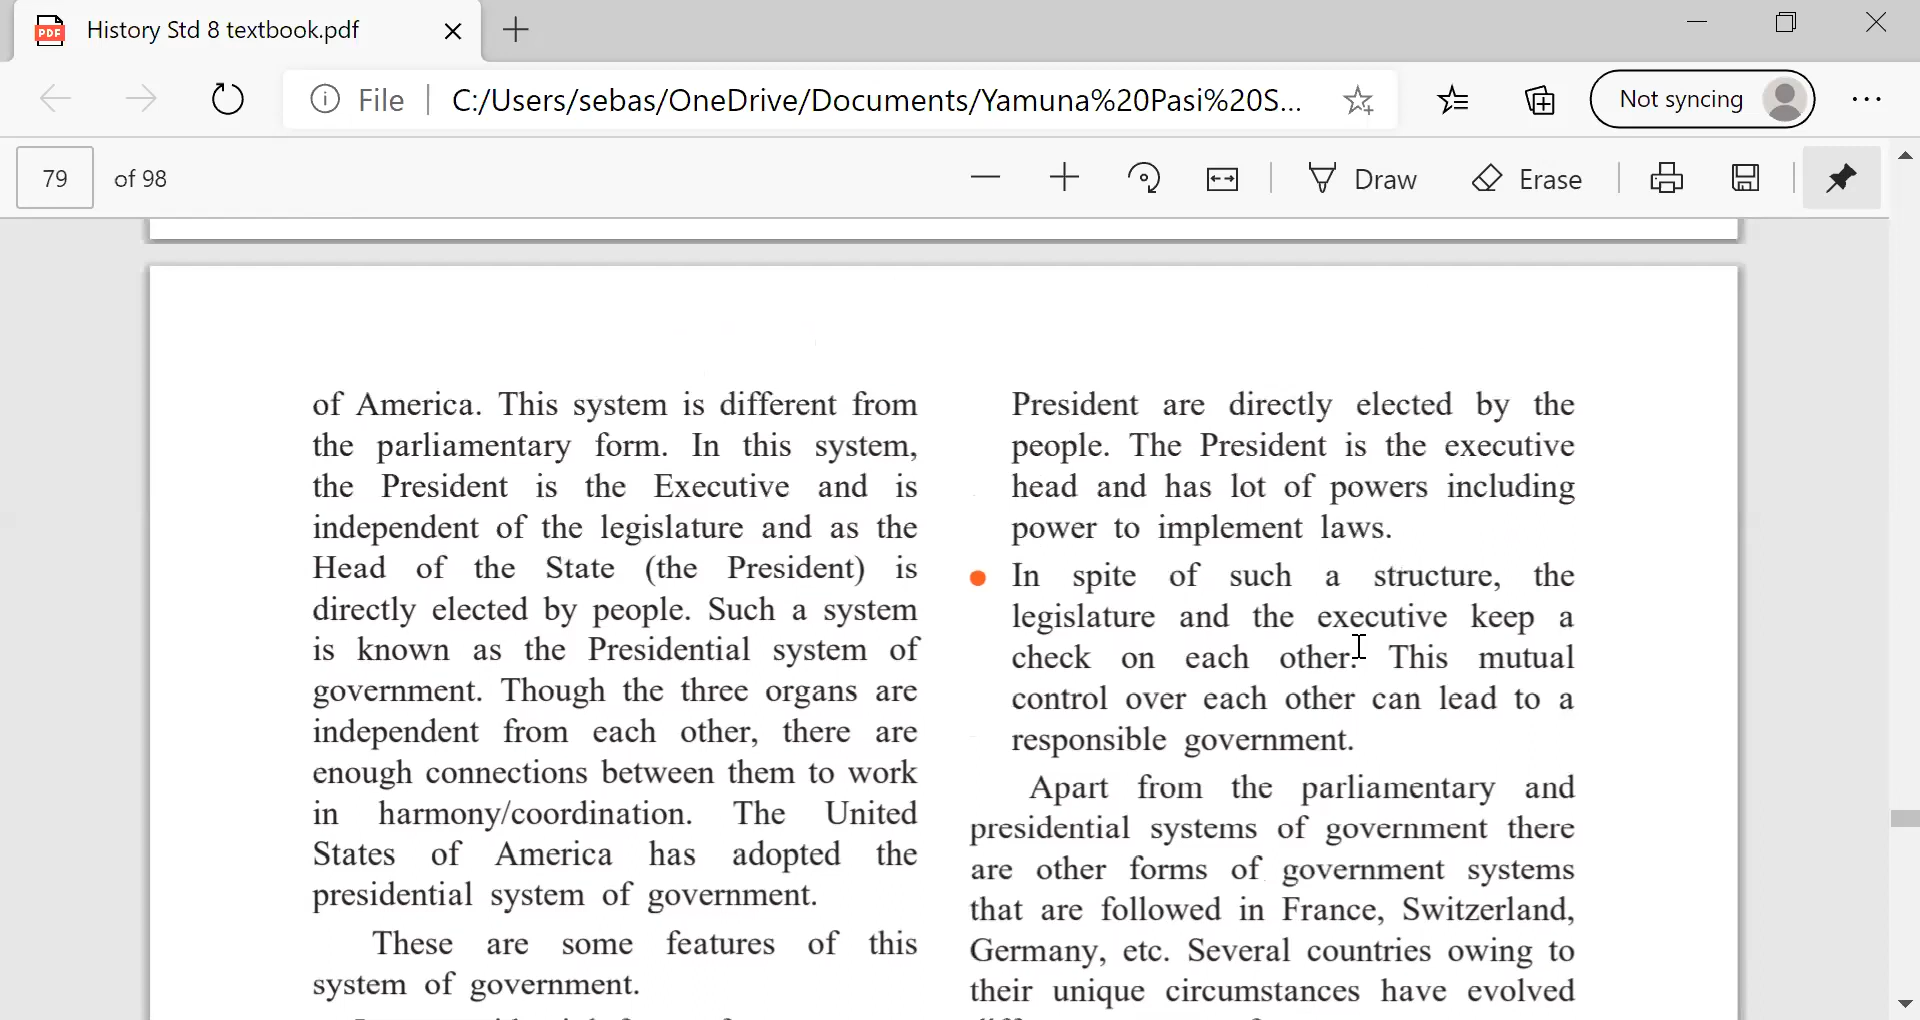 History Std 8 textbook.pdf
File
C:/Users/sebas/OneDrive/Documents/Yamuna%20Pasi%20S...
Not syncing
79 of 98
Draw
Erase
of America. This system is different from
the parliamentary form. In this system,
the President is the Executive and is
independent of the legislature and as the
Head of the State (the President) is
directly elected by people. Such a system
is known as the Presidential system of
government. Though the three organs are
independent from each other, there are
enough connections between them to work
in harmony/coordination. The United
States of America has adopted the
presidential system of government.
These are some features of this
system of government.
President are directly elected by the
people. The President is the executive
head and has lot of powers including
power to implement laws.
In spite of such a structure, the
legislature and the executive keep a
check on each other. This mutual
control over each other can lead to a
responsible government.
Apart from the parliamentary and
presidential systems of government there
are other forms of government systems
that are followed in France, Switzerland,
Germany, etc. Several countries owing to
their unique circumstances have evolved